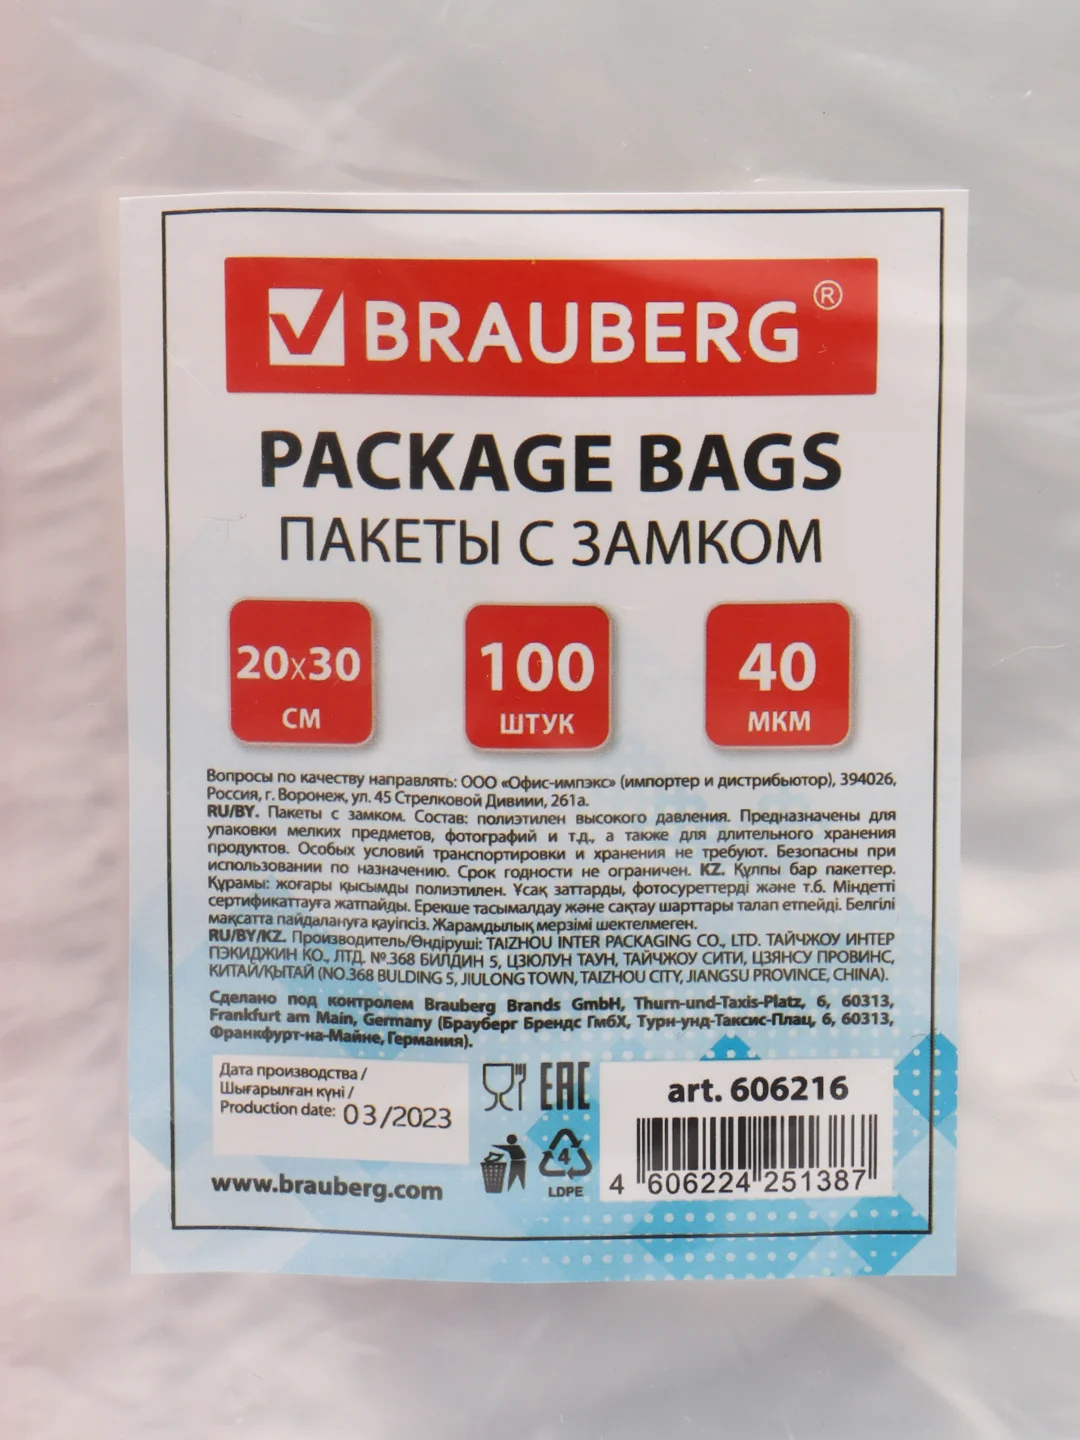 BRAUBERG®
PACKAGE BAGS
ПАКЕТЫ С ЗАМКОМ
20x30
СМ
100
ШТУК
40
МКМ
Вопросы по качеству направлять: ООО «Офис-импэкс» (импортер и дистрибьютор), 394026,
Россия, г. Воронеж, ул. 45 Стрелковой Дивиии, 261а.
RU/BY. Пакеты с замком. Состав: полиэтилен высокого давления. Предназначены для
упаковки мелких предметов, фотографий и т.д., а также для длительного хранения
продуктов. Особых условий транспортировки и хранения не требуют. Безопасны при
использовании по назначению. Срок годности не ограничен. KZ. Құлпы бар пакеттер.
Құрамы: жоғары қысымды полиэтилен. Ұсақ заттарды, фотосуреттерді және т.б. Міндетті
сертификаттауға жатпайды. Ерекше тасымалдау және сақтау шарттары талап етпейді. Белгілі
мақсатта пайдалануға қауіпсіз. Жарамдылық мерзімі шектелмеген.
RU/BY/KZ. Производитель/Өндіруші: TAIZHOU INTER PACKAGING CO., LTD. ТАЙЧЖОУ ИНТЕР
ПЭКИДЖИН КО., ЛТД. №.368 БИЛДИН 5, ЦЗЮЛУН ТАУН, ТАЙЧЖОУ СИТИ, ЦЗЯНСУ ПРОВИНС,
КИТАЙ/ҚЫТАЙ (NO.368 BULDING 5, JIULONG TOWN, TAIZHOU CITY, JIANGSU PROVINCE, CHINA).
Сделано под контролем Brauberg Brands GmbH, Thurn-und-Taxis-Platz, 6, 60313,
Frankfurt am Main, Germany (Брауберг Брендс ГмбХ, Турн-унд-Таксис-Плац, 6, 60313,
Франкфурт-на-Майне, Германия).
Дата производства /
Шығарылған күні /
Production date: 03/2023
www.brauberg.com
EAC
4
LDPE
art. 606216
4 606224 251387